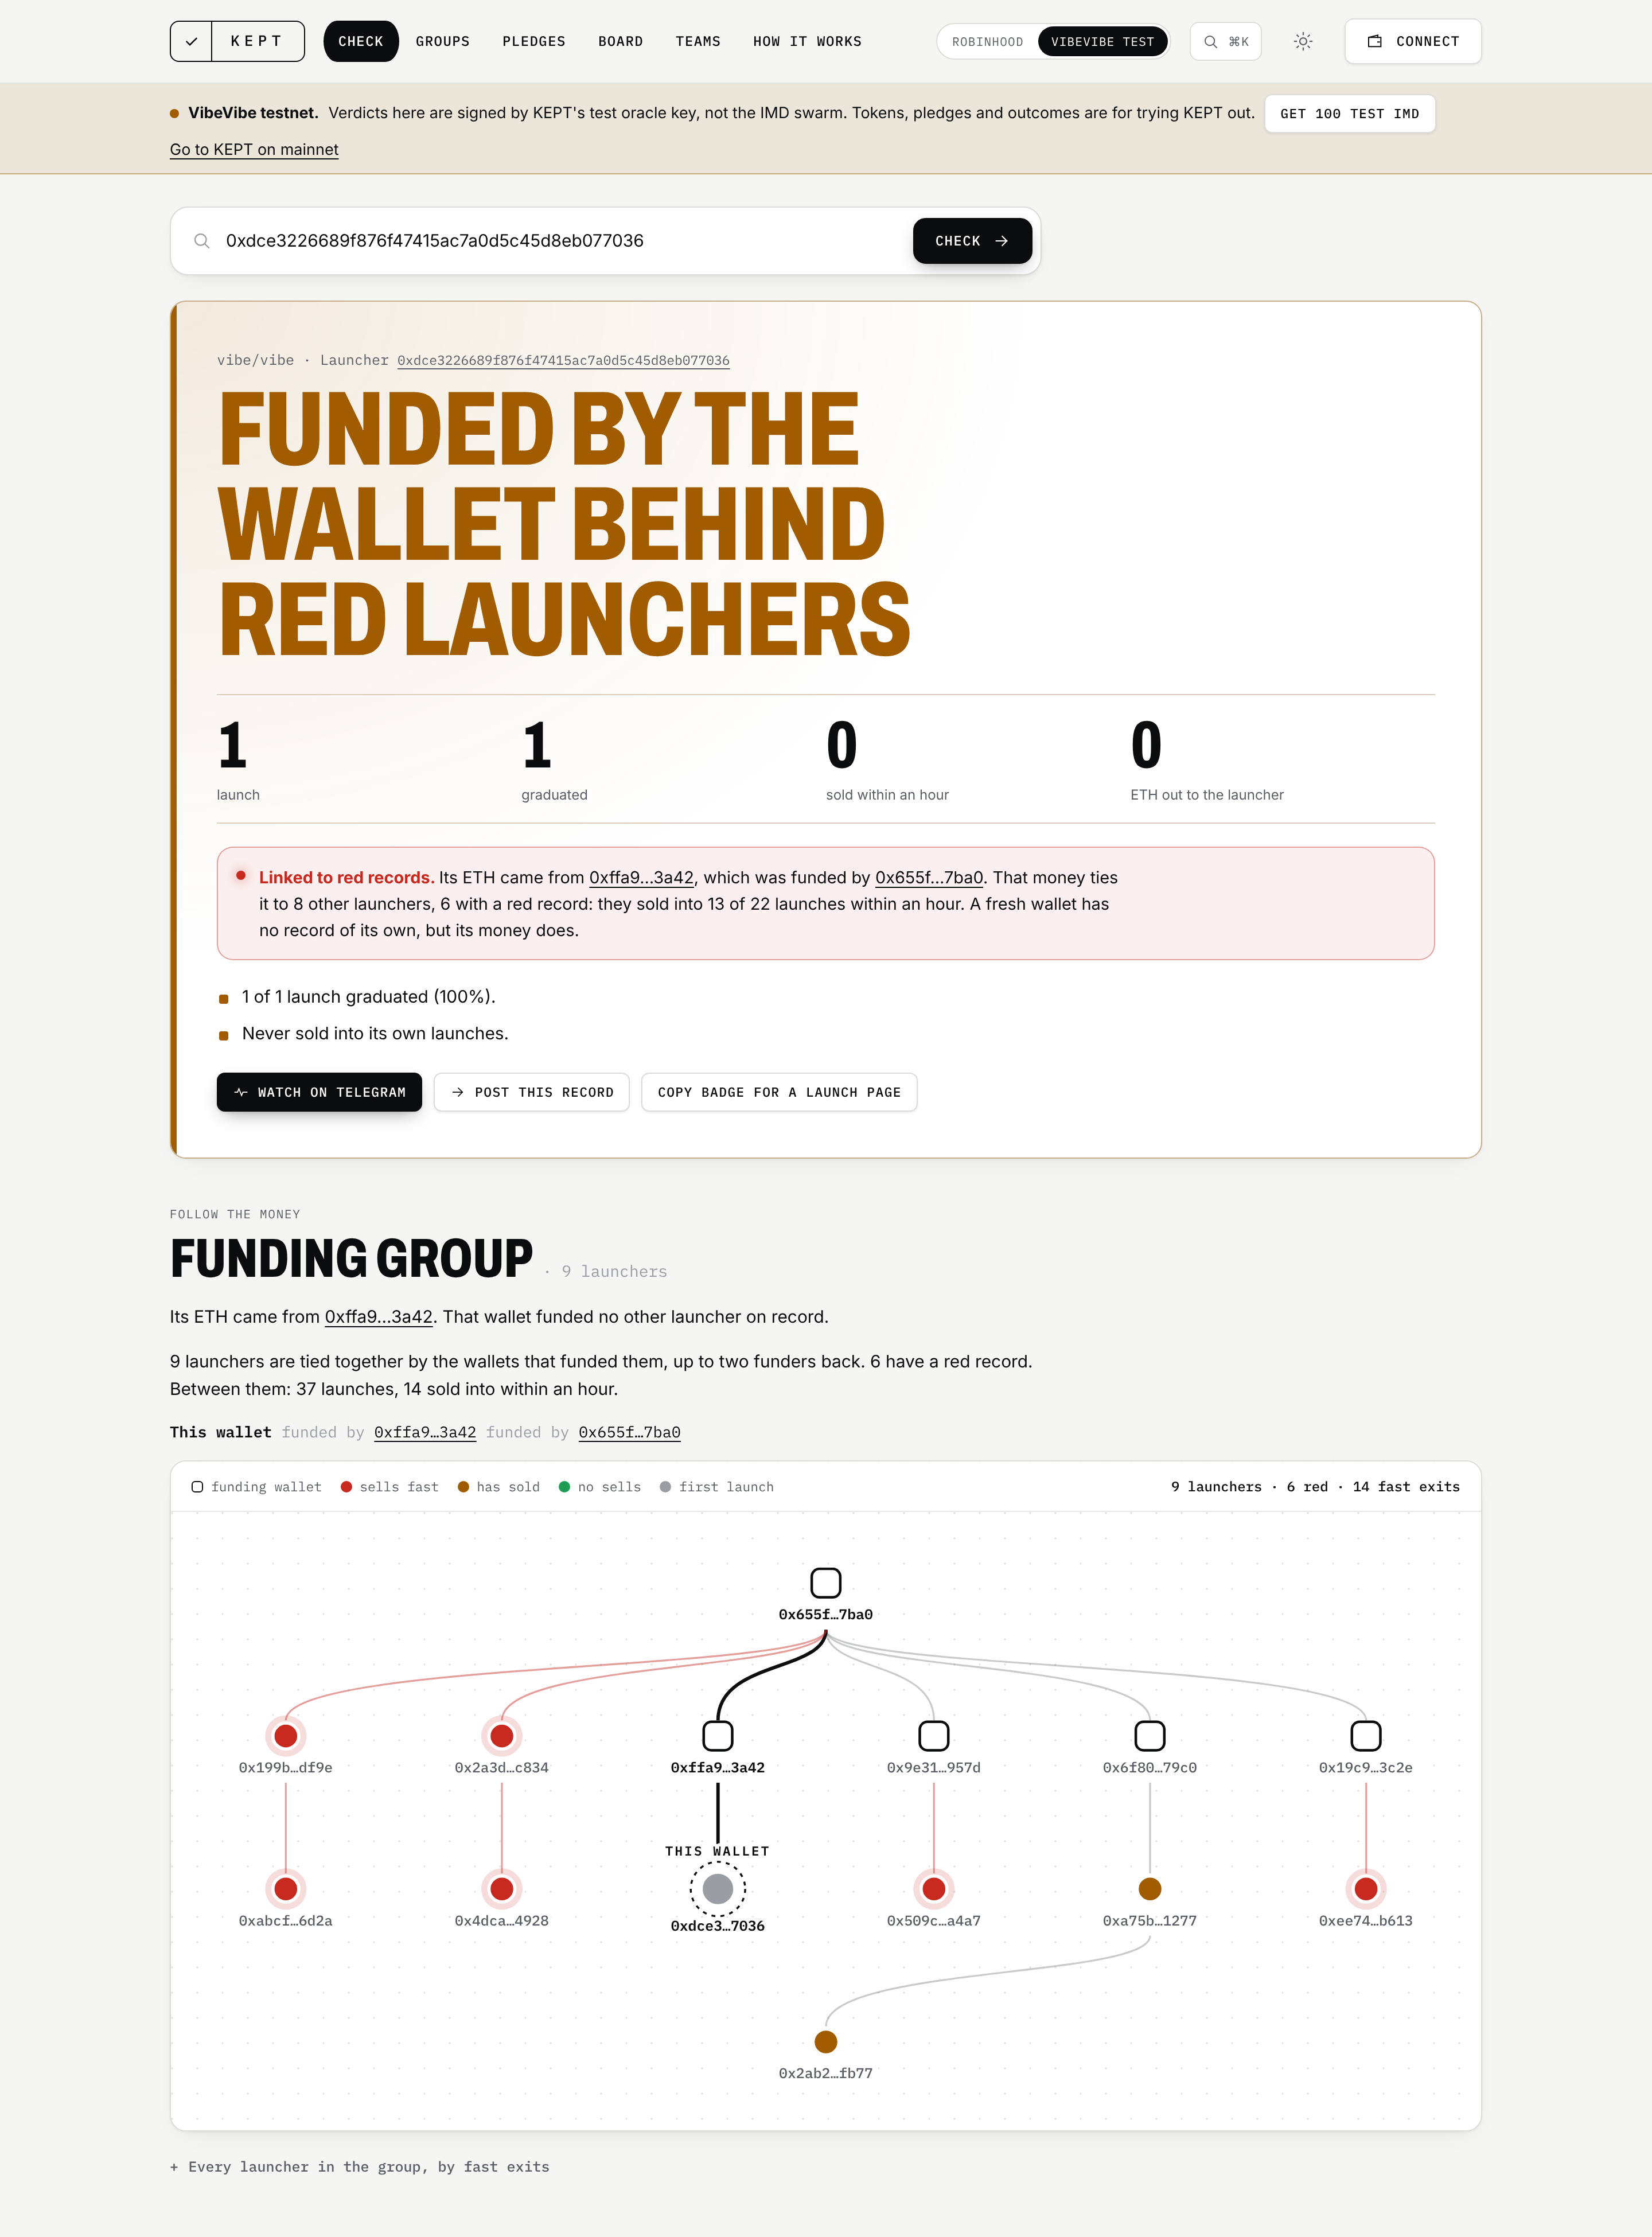 KEPT
CHECK
GROUPS
PLEDGES
BOARD
TEAMS
HOW IT WORKS
ROBINHOOD
VIBEVIBE TEST
⌘K
CONNECT
VibeVibe testnet. Verdicts here are signed by KEPT's test oracle key, not the IMD swarm. Tokens, pledges and outcomes are for trying KEPT out.
GET 100 TEST IMD
Go to KEPT on mainnet
0xdce3226689f876f47415ac7a0d5c45d8eb077036
CHECK →
vibe/vibe · Launcher 0xdce3226689f876f47415ac7a0d5c45d8eb077036
FUNDED BY THE
WALLET BEHIND
RED LAUNCHERS
1
launch
1
graduated
0
sold within an hour
0
ETH out to the launcher
Linked to red records. Its ETH came from 0xffa9…3a42, which was funded by 0x655f…7ba0. That money ties
it to 8 other launchers, 6 with a red record: they sold into 13 of 22 launches within an hour. A fresh wallet has
no record of its own, but its money does.
1 of 1 launch graduated (100%).
Never sold into its own launches.
WATCH ON TELEGRAM
→ POST THIS RECORD
COPY BADGE FOR A LAUNCH PAGE
FOLLOW THE MONEY
FUNDING GROUP · 9 launchers
Its ETH came from 0xffa9…3a42. That wallet funded no other launcher on record.
9 launchers are tied together by the wallets that funded them, up to two funders back. 6 have a red record.
Between them: 37 launches, 14 sold into within an hour.
This wallet funded by 0xffa9…3a42 funded by 0x655f…7ba0
funding wallet
sells fast
has sold
no sells
first launch
9 launchers · 6 red · 14 fast exits
0x655f…7ba0
0x199b…df9e
0x2a3d…c834
0xffa9…3a42
0x9e31…957d
0x6f80…79c0
0x19c9…3c2e
THIS WALLET
0xabcf…6d2a
0x4dca…4928
0xdce3…7036
0x509c…a4a7
0xa75b…1277
0xee74…b613
0x2ab2…fb77
+ Every launcher in the group, by fast exits